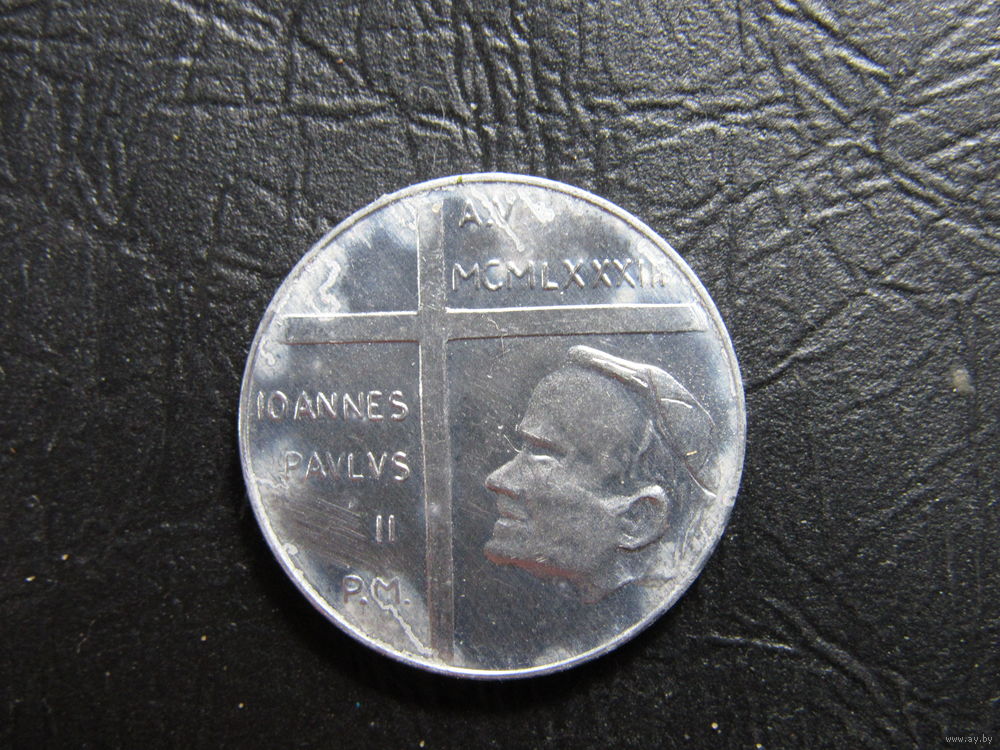 A.V
MCMLXXXIII
IOANNES
PAVLVS
II
P.M.
www.ay.by